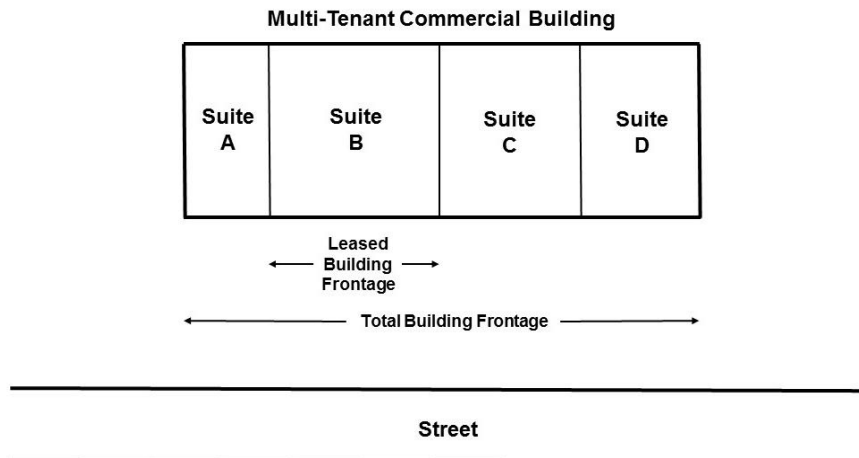 Multi-Tenant Commercial Building
Suite
A
Suite
B
Suite
C
Suite
D
Leased
Building
Frontage
Total Building Frontage
Street